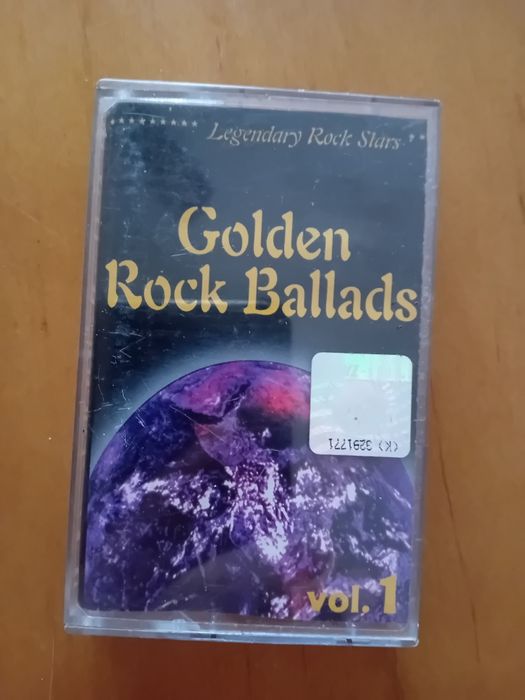 ********* Legendary Rock Stars **
Golden
Rock Ballads
(K) 3291771
vol. 1